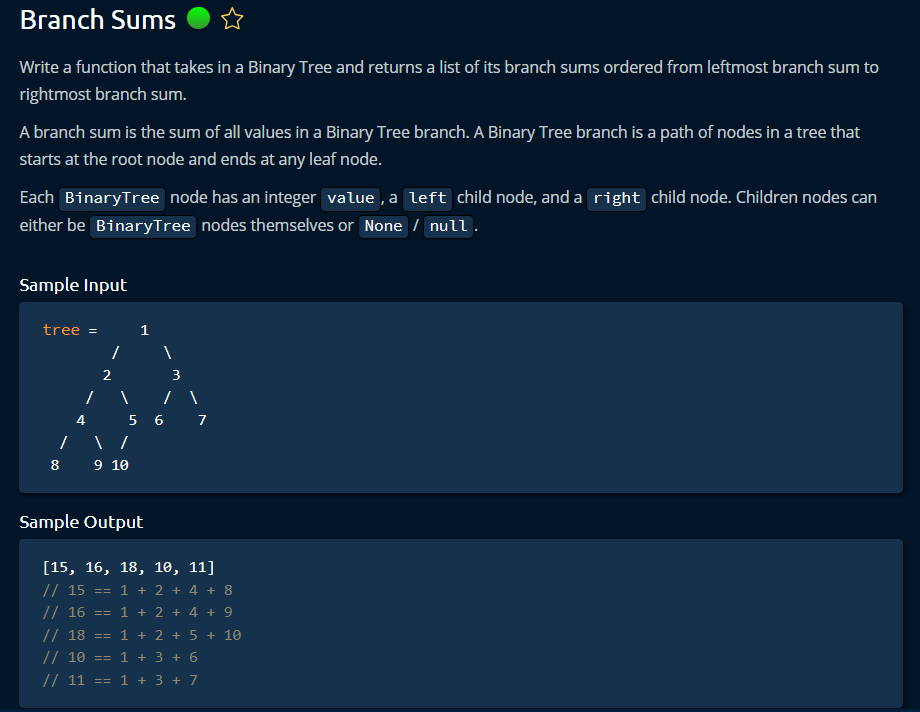 Branch Sums
Write a function that takes in a Binary Tree and returns a list of its branch sums ordered from leftmost branch sum to
rightmost branch sum.
A branch sum is the sum of all values in a Binary Tree branch. A Binary Tree branch is a path of nodes in a tree that
starts at the root node and ends at any leaf node.
Each BinaryTree node has an integer value, a left child node, and a right child node. Children nodes can
either be BinaryTree nodes themselves or None / null.
Sample Input
tree =     1
        /     \
       2       3
     /   \    /  \
    4     5  6    7
  /   \  /
 8    9 10
Sample Output
[15, 16, 18, 10, 11]
// 15 == 1 + 2 + 4 + 8
// 16 == 1 + 2 + 4 + 9
// 18 == 1 + 2 + 5 + 10
// 10 == 1 + 3 + 6
// 11 == 1 + 3 + 7